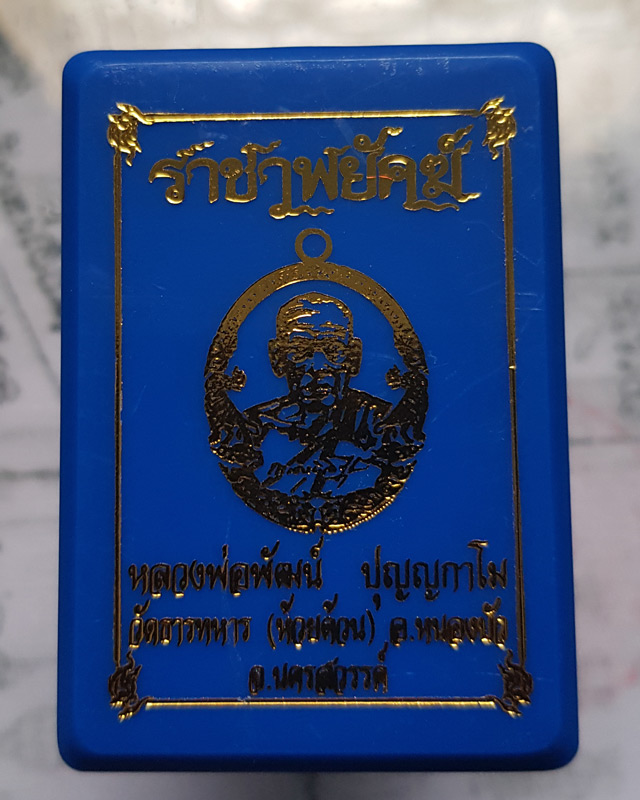 ราชาพยัคฆ์
หลวงพ่อพัฒน์ ปุญญกาโม
วัดธารทหาร (ห้วยด้วน) อ.หนองบัว
จ.นครสวรรค์